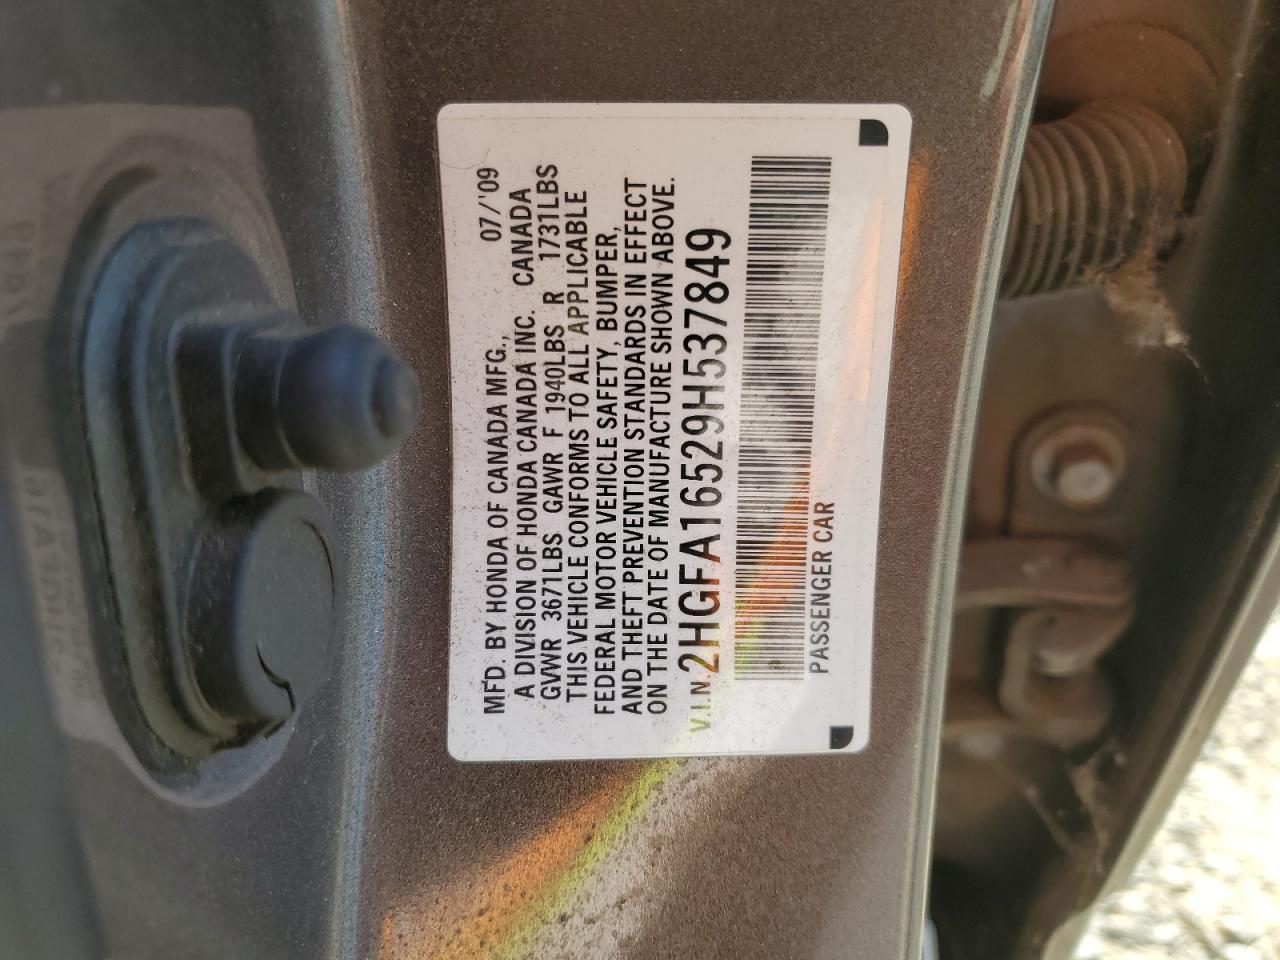 MFD. BY HONDA OF CANADA MFG., 07/'09
A DIVISION OF HONDA CANADA INC. CANADA
GVWR 3671LBS GAWR F 1940LBS R 1731LBS
THIS VEHICLE CONFORMS TO ALL APPLICABLE
FEDERAL MOTOR VEHICLE SAFETY, BUMPER,
AND THEFT PREVENTION STANDARDS IN EFFECT
ON THE DATE OF MANUFACTURE SHOWN ABOVE.
V.I.N. 2HGFA16529H537849
PASSENGER CAR